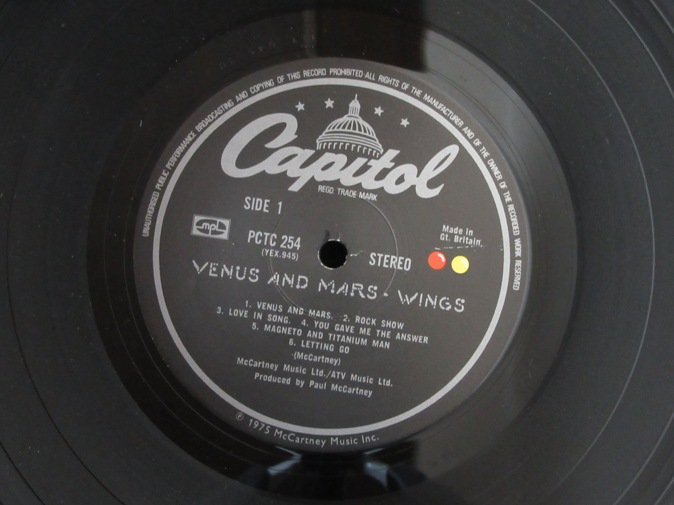 UNAUTHORISED PUBLIC PERFORMANCE BROADCASTING AND COPYING OF THIS RECORD PROHIBITED·ALL RIGHTS OF THE MANUFACTURER AND OF THE OWNER OF THE RECORDED WORK RESERVED
Capitol
REGD. TRADE MARK
SIDE 1
mpl
PCTC 254
(YEX.945)
STEREO
Made in
Gt. Britain.
VENUS AND MARS · WINGS
1. VENUS AND MARS. 2. ROCK SHOW
3. LOVE IN SONG. 4. YOU GAVE ME THE ANSWER
5. MAGNETO AND TITANIUM MAN
6. LETTING GO
(McCartney)
McCartney Music Ltd./ATV Music Ltd.
Produced by Paul McCartney
℗ 1975 McCartney Music Inc.